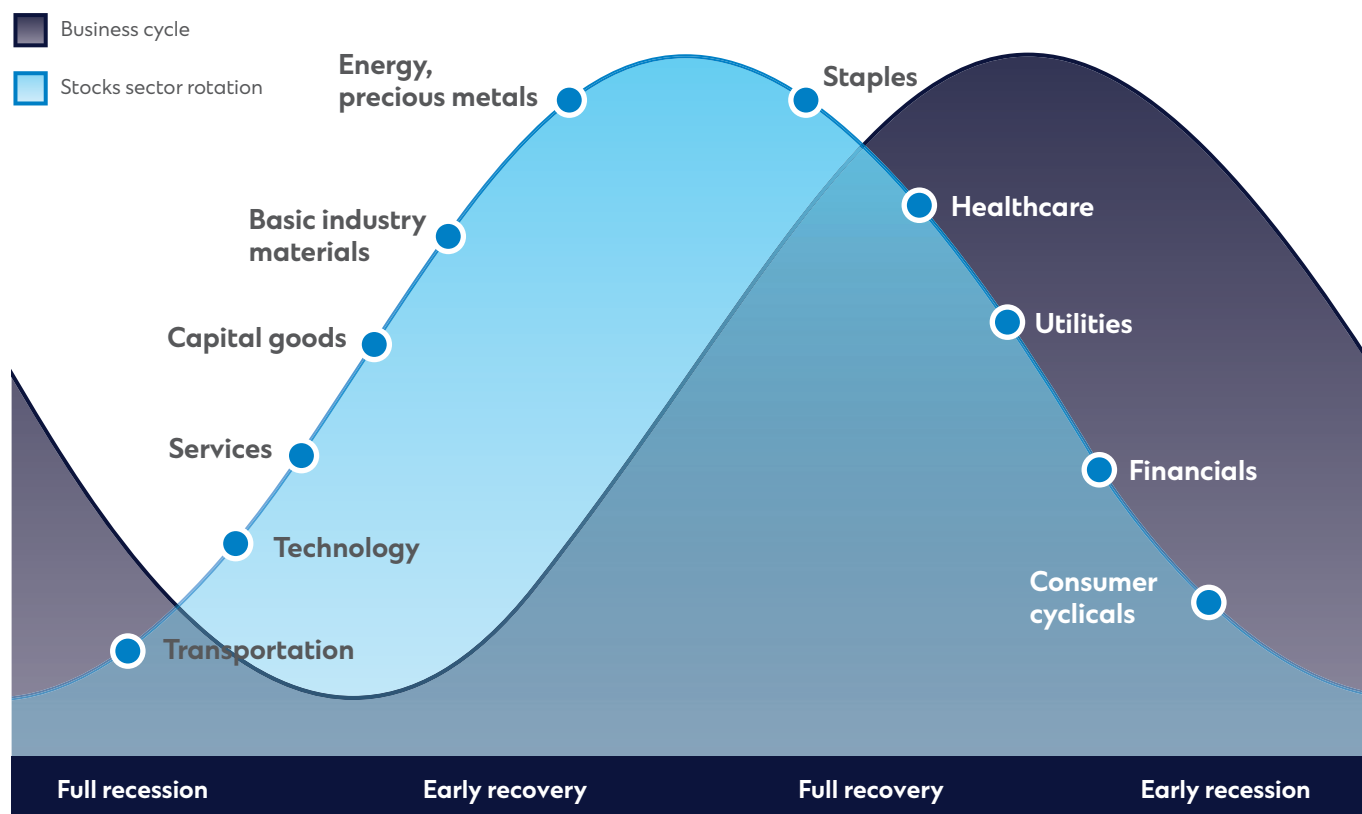 Business cycle
Stocks sector rotation
Energy,
precious metals
Staples
Basic industry
materials
Healthcare
Capital goods
Utilities
Services
Financials
Technology
Consumer
cyclicals
Transportation
Full recession
Early recovery
Full recovery
Early recession